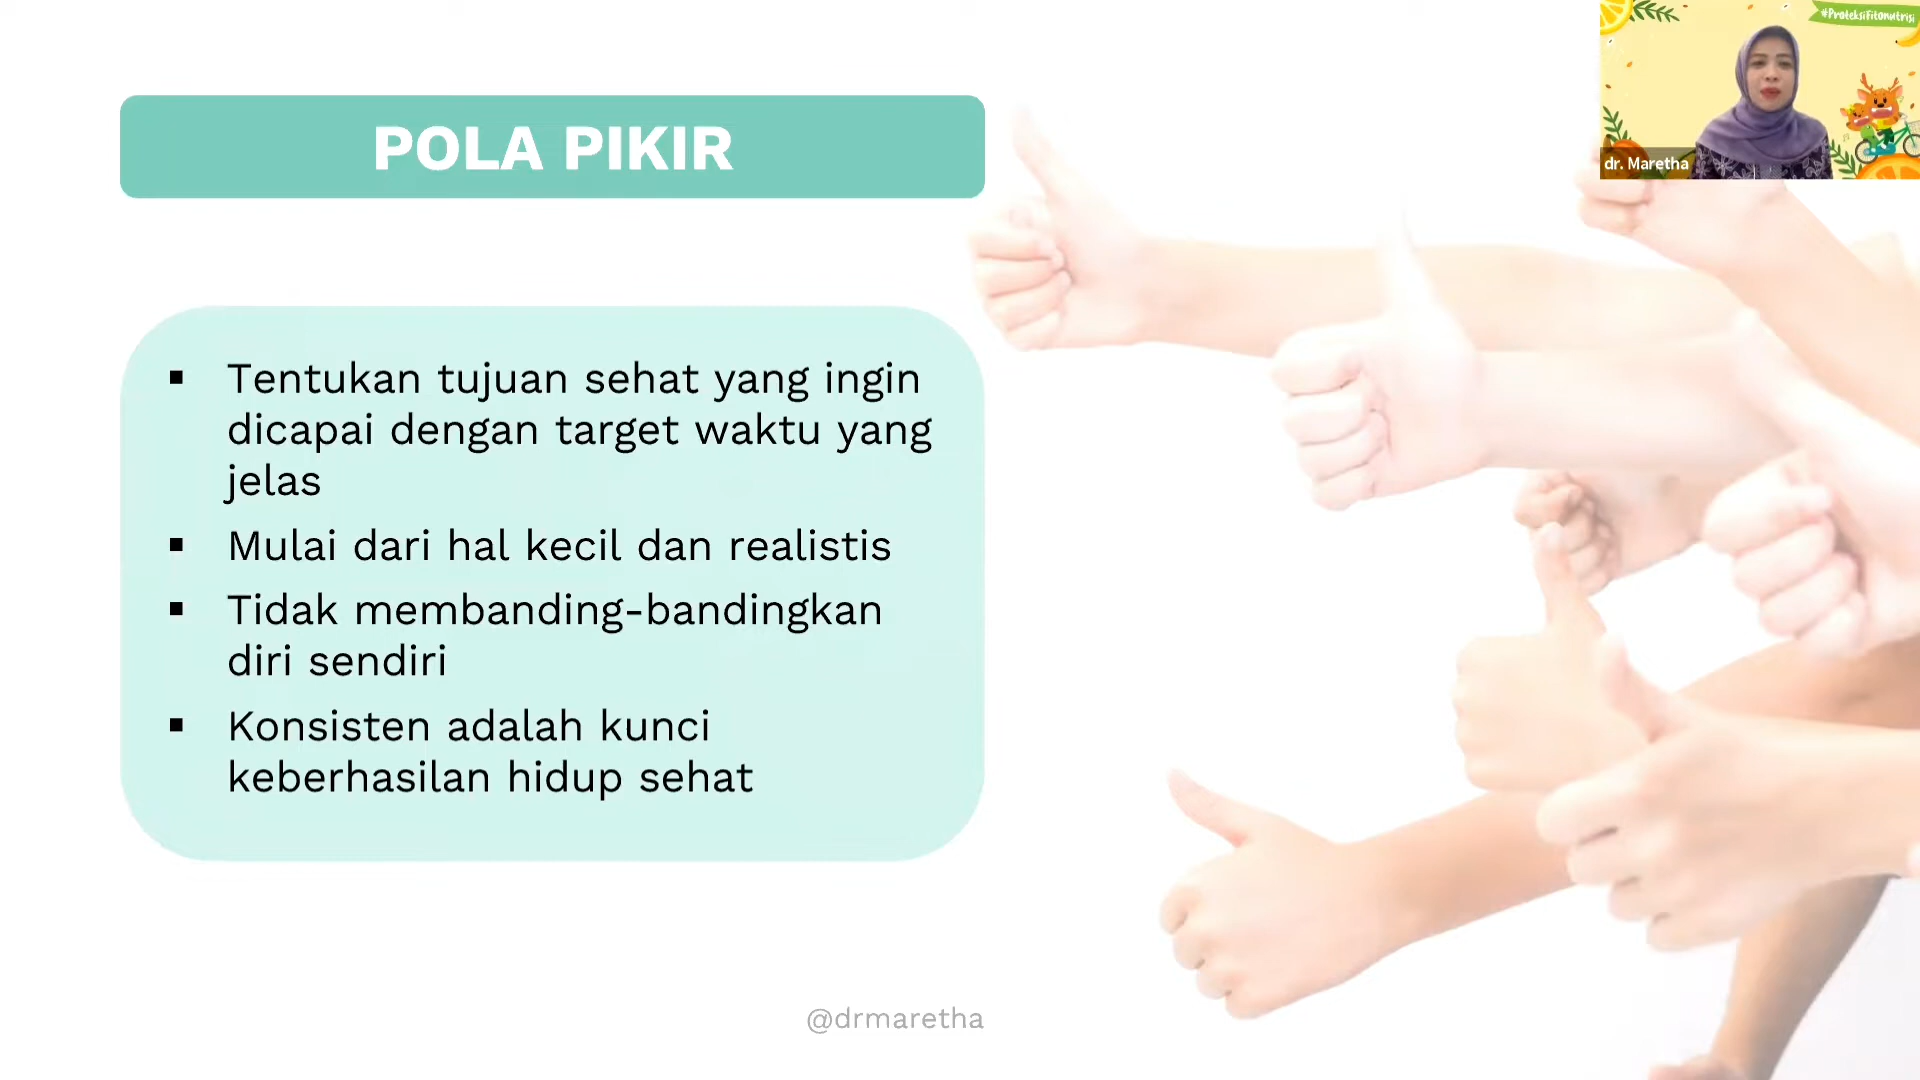 #ProteksiFitonutrisi
dr. Maretha
POLA PIKIR
▪ Tentukan tujuan sehat yang ingin
dicapai dengan target waktu yang
jelas
▪ Mulai dari hal kecil dan realistis
▪ Tidak membanding-bandingkan
diri sendiri
▪ Konsisten adalah kunci
keberhasilan hidup sehat
@drmaretha